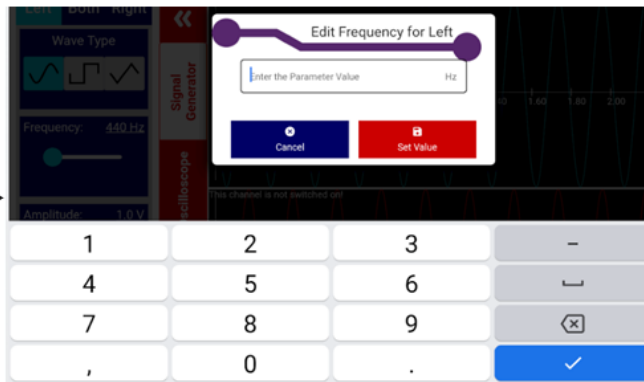 Left Both Right
Wave Type
Frequency: 440 Hz
Amplitude: 1.0 V
Signal
Generator
Oscilloscope
Edit Frequency for Left
Enter the Parameter Value Hz
Cancel
Set Value
1.60 1.80 2.00
This channel is not switched on!
1 2 3 -
4 5 6
7 8 9
, 0 .